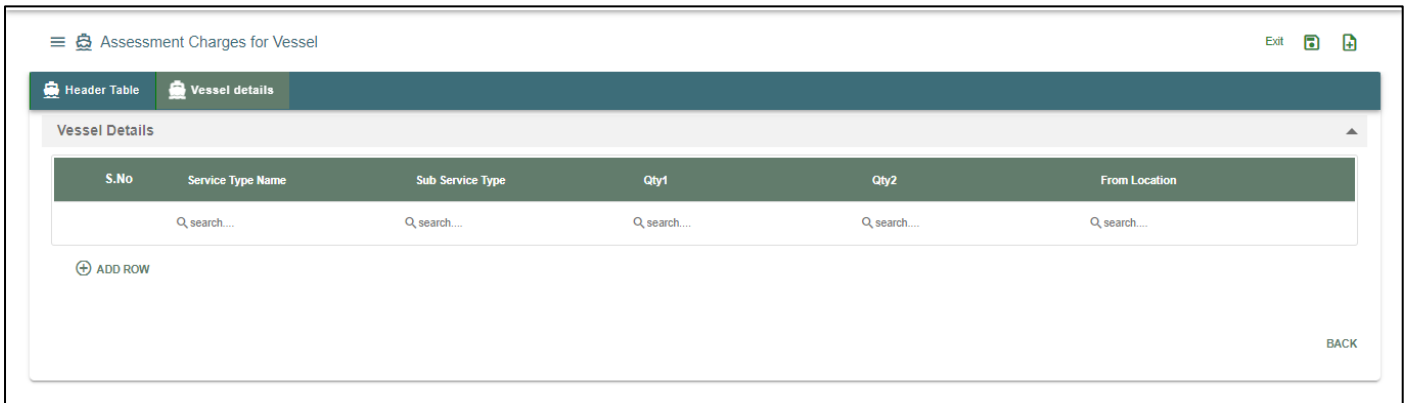 Assessment Charges for Vessel Exit
Header Table Vessel details
Vessel Details
S.No Service Type Name Sub Service Type Qty1 Qty2 From Location
search.... search.... search.... search.... search....
ADD ROW
BACK